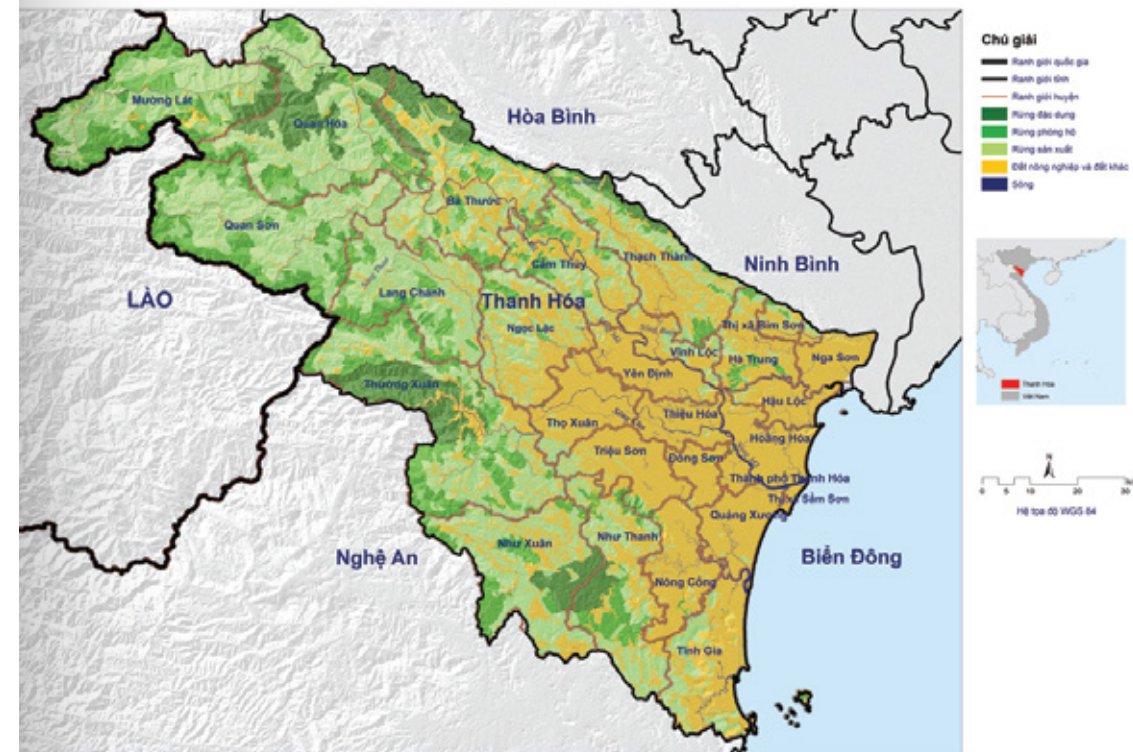 Mường Lát
Quan Hóa
Hòa Bình
Bá Thước
Quan Sơn
Cẩm Thủy
Thạch Thành
Ninh Bình
LÀO
Lang Chánh
Thanh Hóa
Ngọc Lặc
Thị xã Bỉm Sơn
Vĩnh Lộc
Hà Trung
Nga Sơn
Yên Định
Thường Xuân
Hậu Lộc
Thiệu Hóa
Thọ Xuân
Hoằng Hóa
Triệu Sơn
Đông Sơn
Thành phố Thanh Hóa
Thị xã Sầm Sơn
Quảng Xương
Như Xuân
Như Thanh
Nghệ An
Biển Đông
Nông Cống
Tĩnh Gia
Chú giải
Ranh giới quốc gia
Ranh giới tỉnh
Ranh giới huyện
Rừng đặc dụng
Rừng phòng hộ
Rừng sản xuất
Đất nông nghiệp và đất khác
Sông
Thanh Hóa
Việt Nam
N
0 5 10 20 30
Hệ tọa độ WGS 84